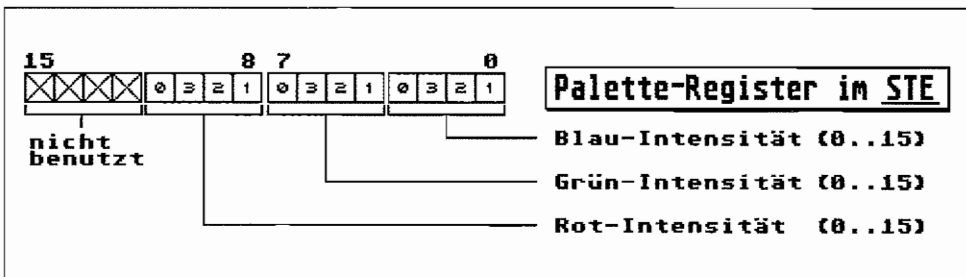 15 8 7 0
0 3 2 1 0 3 2 1 0 3 2 1
Palette-Register im STE
nicht
benutzt
Blau-Intensität (0..15)
Grün-Intensität (0..15)
Rot-Intensität (0..15)